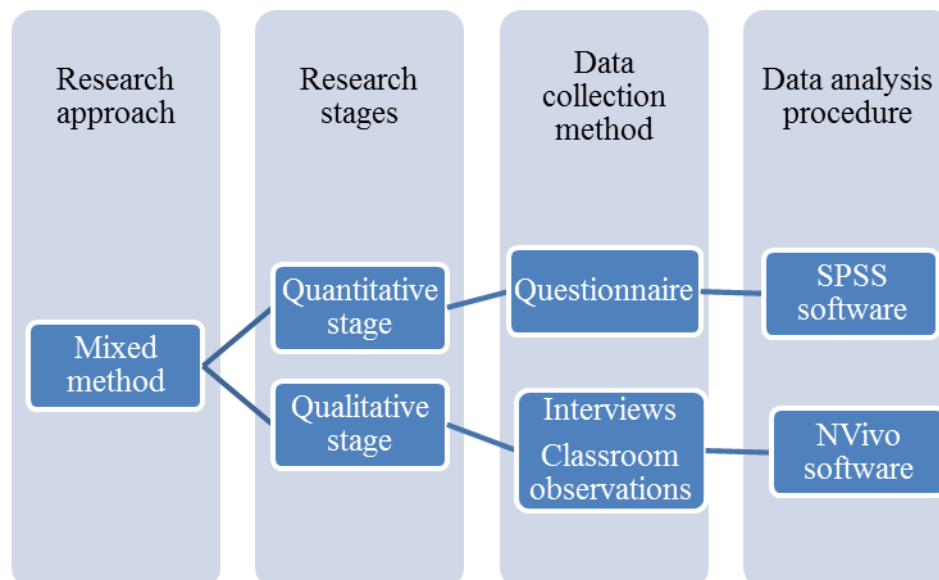 Research
approach
Research
stages
Data
collection
method
Data analysis
procedure
Mixed
method
Quantitative
stage
Qualitative
stage
Questionnaire
Interviews
Classroom
observations
SPSS
software
NVivo
software